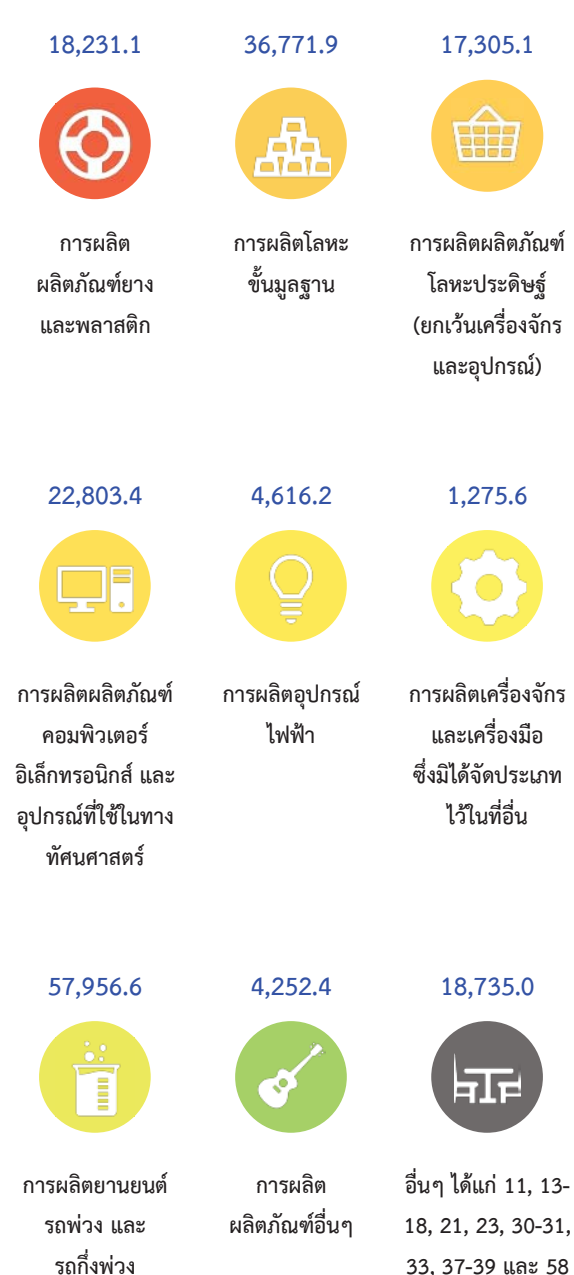 18,231.1
การผลิต
ผลิตภัณฑ์ยาง
และพลาสติก
36,771.9
การผลิตโลหะ
ขั้นมูลฐาน
17,305.1
การผลิตผลิตภัณฑ์
โลหะประดิษฐ์
(ยกเว้นเครื่องจักร
และอุปกรณ์)
22,803.4
การผลิตผลิตภัณฑ์
คอมพิวเตอร์
อิเล็กทรอนิกส์ และ
อุปกรณ์ที่ใช้ในทาง
ทัศนศาสตร์
4,616.2
การผลิตอุปกรณ์
ไฟฟ้า
1,275.6
การผลิตเครื่องจักร
และเครื่องมือ
ซึ่งมิได้จัดประเภท
ไว้ในที่อื่น
57,956.6
การผลิตยานยนต์
รถพ่วง และ
รถกึ่งพ่วง
4,252.4
การผลิต
ผลิตภัณฑ์อื่นๆ
18,735.0
อื่นๆ ได้แก่ 11, 13-
18, 21, 23, 30-31,
33, 37-39 และ 58